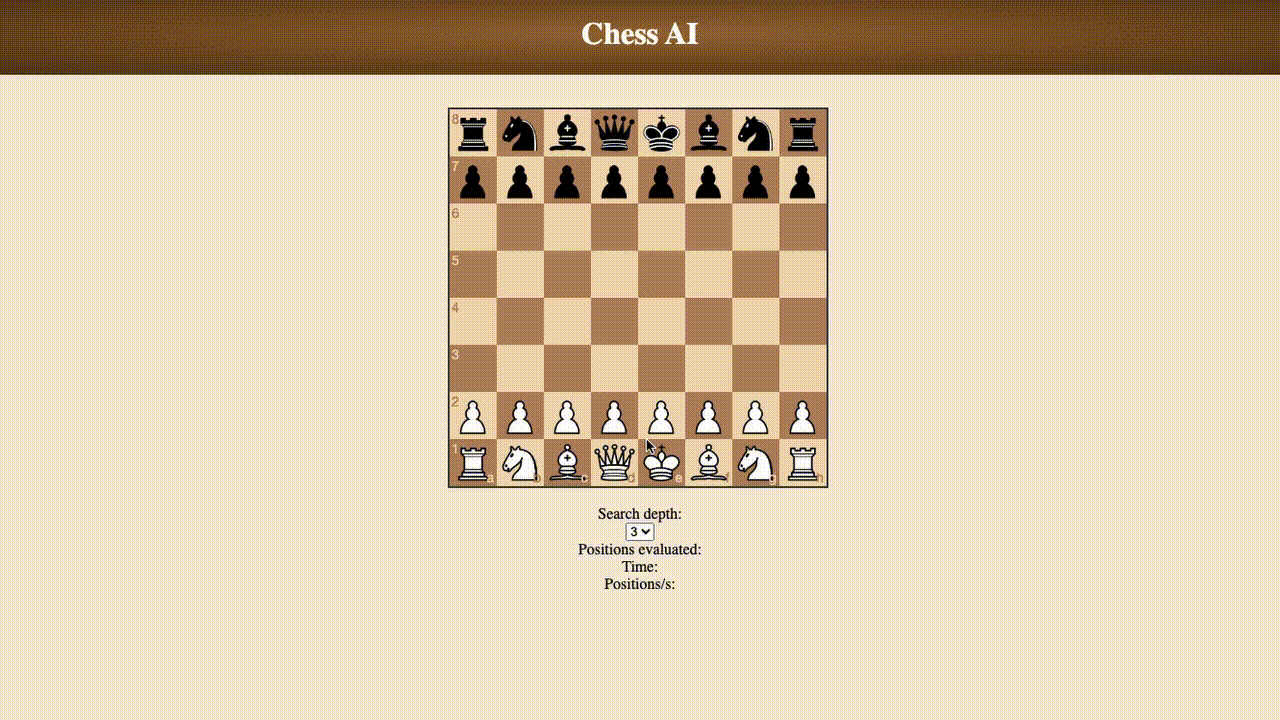 Chess AI
8
7
6
5
4
3
2
1
a b c d e f g h
Search depth:
3
Positions evaluated:
Time:
Positions/s: